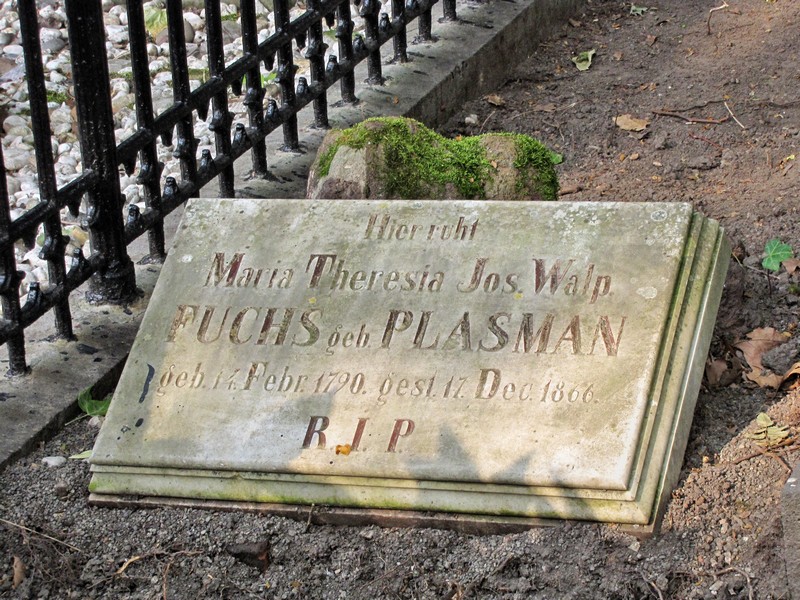 Hier ruht
Maria Theresia Jos. Walp.
FUCHS geb PLASMAN
geb. 14. Febr. 1790. gest. 17. Dec. 1866.
R.I.P